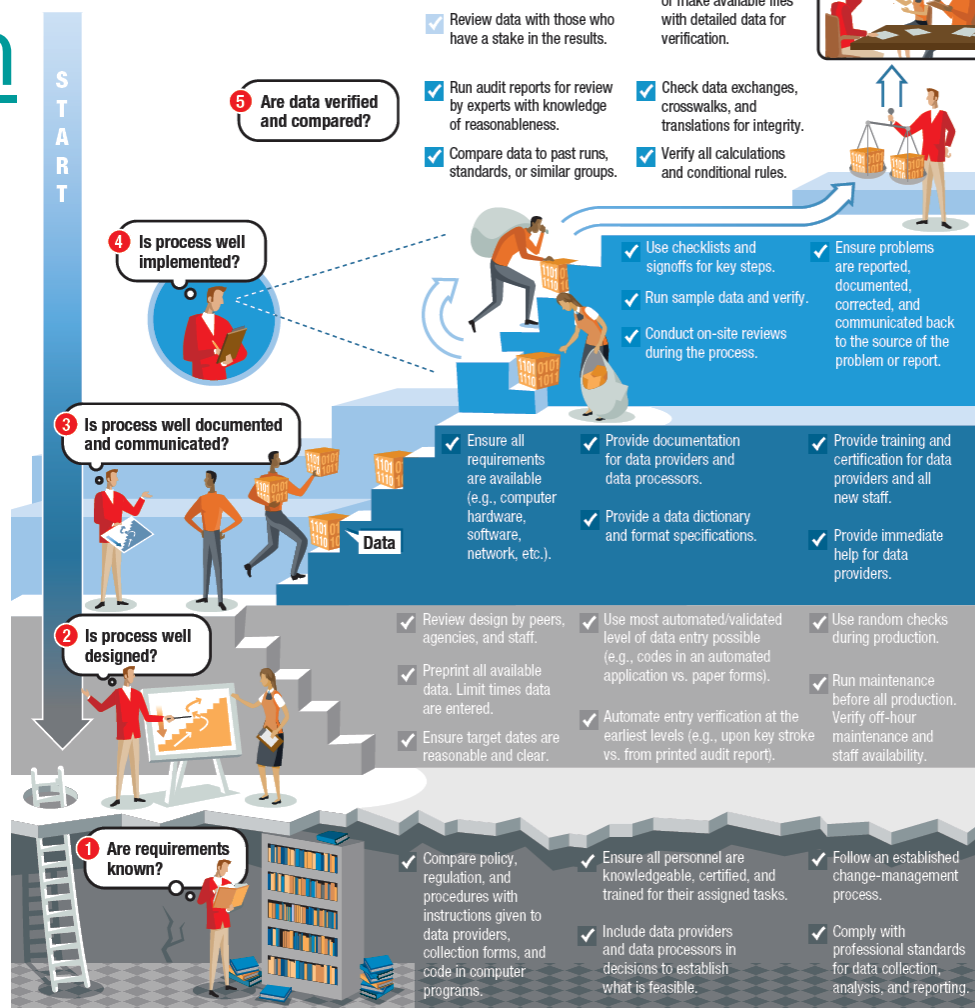 n
START
or make available files
with detailed data for
verification.
Review data with those who
have a stake in the results.
5 Are data verified
and compared?
Run audit reports for review
by experts with knowledge
of reasonableness.
Check data exchanges,
crosswalks, and
translations for integrity.
Compare data to past runs,
standards, or similar groups.
Verify all calculations
and conditional rules.
4 Is process well
implemented?
Use checklists and
signoffs for key steps.
Run sample data and verify.
Conduct on-site reviews
during the process.
Ensure problems
are reported,
documented,
corrected, and
communicated back
to the source of the
problem or report.
3 Is process well documented
and communicated?
Data
Ensure all
requirements
are available
(e.g., computer
hardware,
software,
network, etc.).
Provide documentation
for data providers and
data processors.
Provide a data dictionary
and format specifications.
Provide training and
certification for data
providers and all
new staff.
Provide immediate
help for data
providers.
2 Is process well
designed?
Review design by peers,
agencies, and staff.
Preprint all available
data. Limit times data
are entered.
Ensure target dates are
reasonable and clear.
Use most automated/validated
level of data entry possible
(e.g., codes in an automated
application vs. paper forms).
Automate entry verification at the
earliest levels (e.g., upon key stroke
vs. from printed audit report).
Use random checks
during production.
Run maintenance
before all production.
Verify off-hour
maintenance and
staff availability.
1 Are requirements
known?
Compare policy,
regulation, and
procedures with
instructions given to
data providers,
collection forms, and
code in computer
programs.
Ensure all personnel are
knowledgeable, certified, and
trained for their assigned tasks.
Include data providers
and data processors in
decisions to establish
what is feasible.
Follow an established
change-management
process.
Comply with
professional standards
for data collection,
analysis, and reporting.